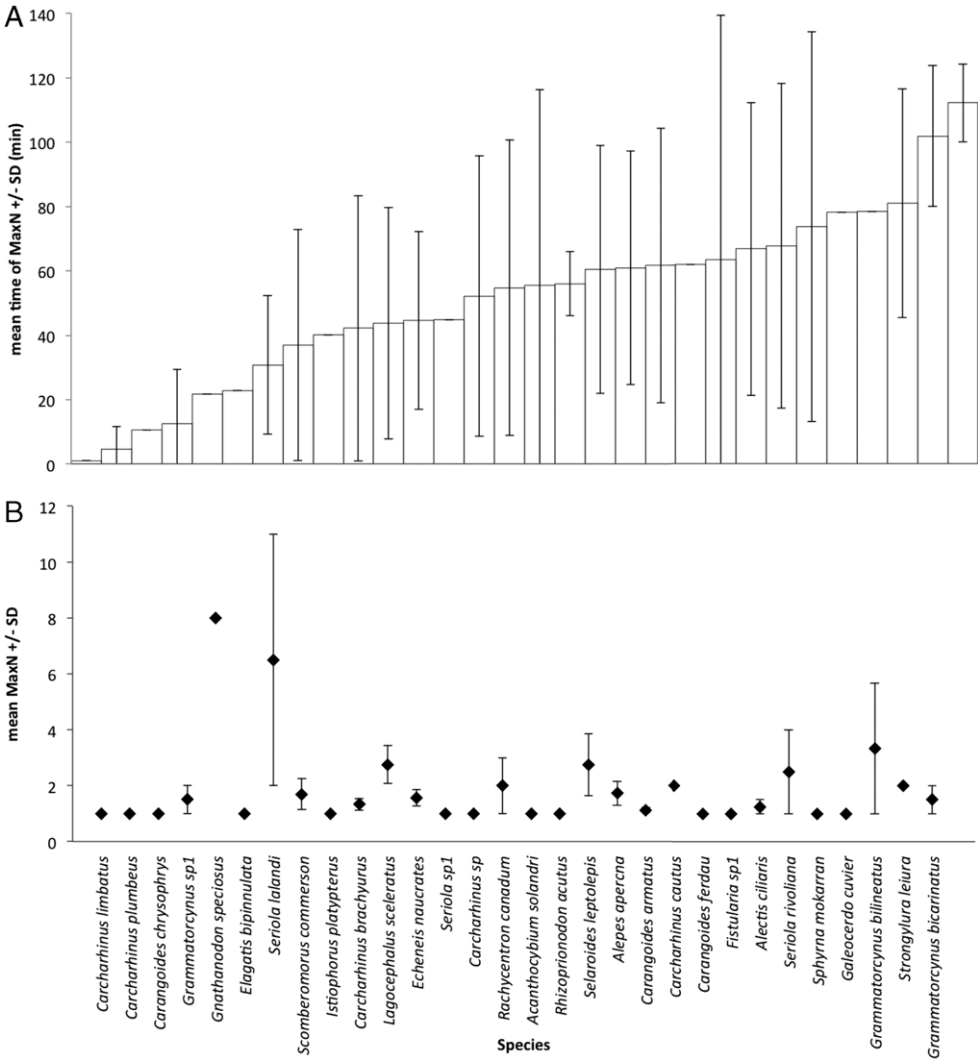 A
mean time of MaxN +/- SD (min)
140
120
100
80
60
40
20
0
B
mean MaxN +/- SD
12
10
8
6
4
2
0
Carcharhinus limbatus
Carcharhinus plumbeus
Carangoides chrysophrys
Grammatorcynus sp1
Gnathanodon speciosus
Elagatis bipinnulata
Seriola lalandi
Scomberomorus commerson
Istiophorus platypterus
Carcharhinus brachyurus
Lagocephalus sceleratus
Echeneis naucrates
Seriola sp1
Carcharhinus sp
Rachycentron canadum
Acanthocybium solandri
Rhizoprionodon acutus
Selaroides leptolepis
Alepes apercna
Carangoides armatus
Carcharhinus cautus
Carangoides ferdau
Fistularia sp1
Alectis ciliaris
Seriola rivoliana
Sphyrna mokarran
Galeocerdo cuvier
Grammatorcynus bilineatus
Strongylura leiura
Grammatorcynus bicarinatus
Species